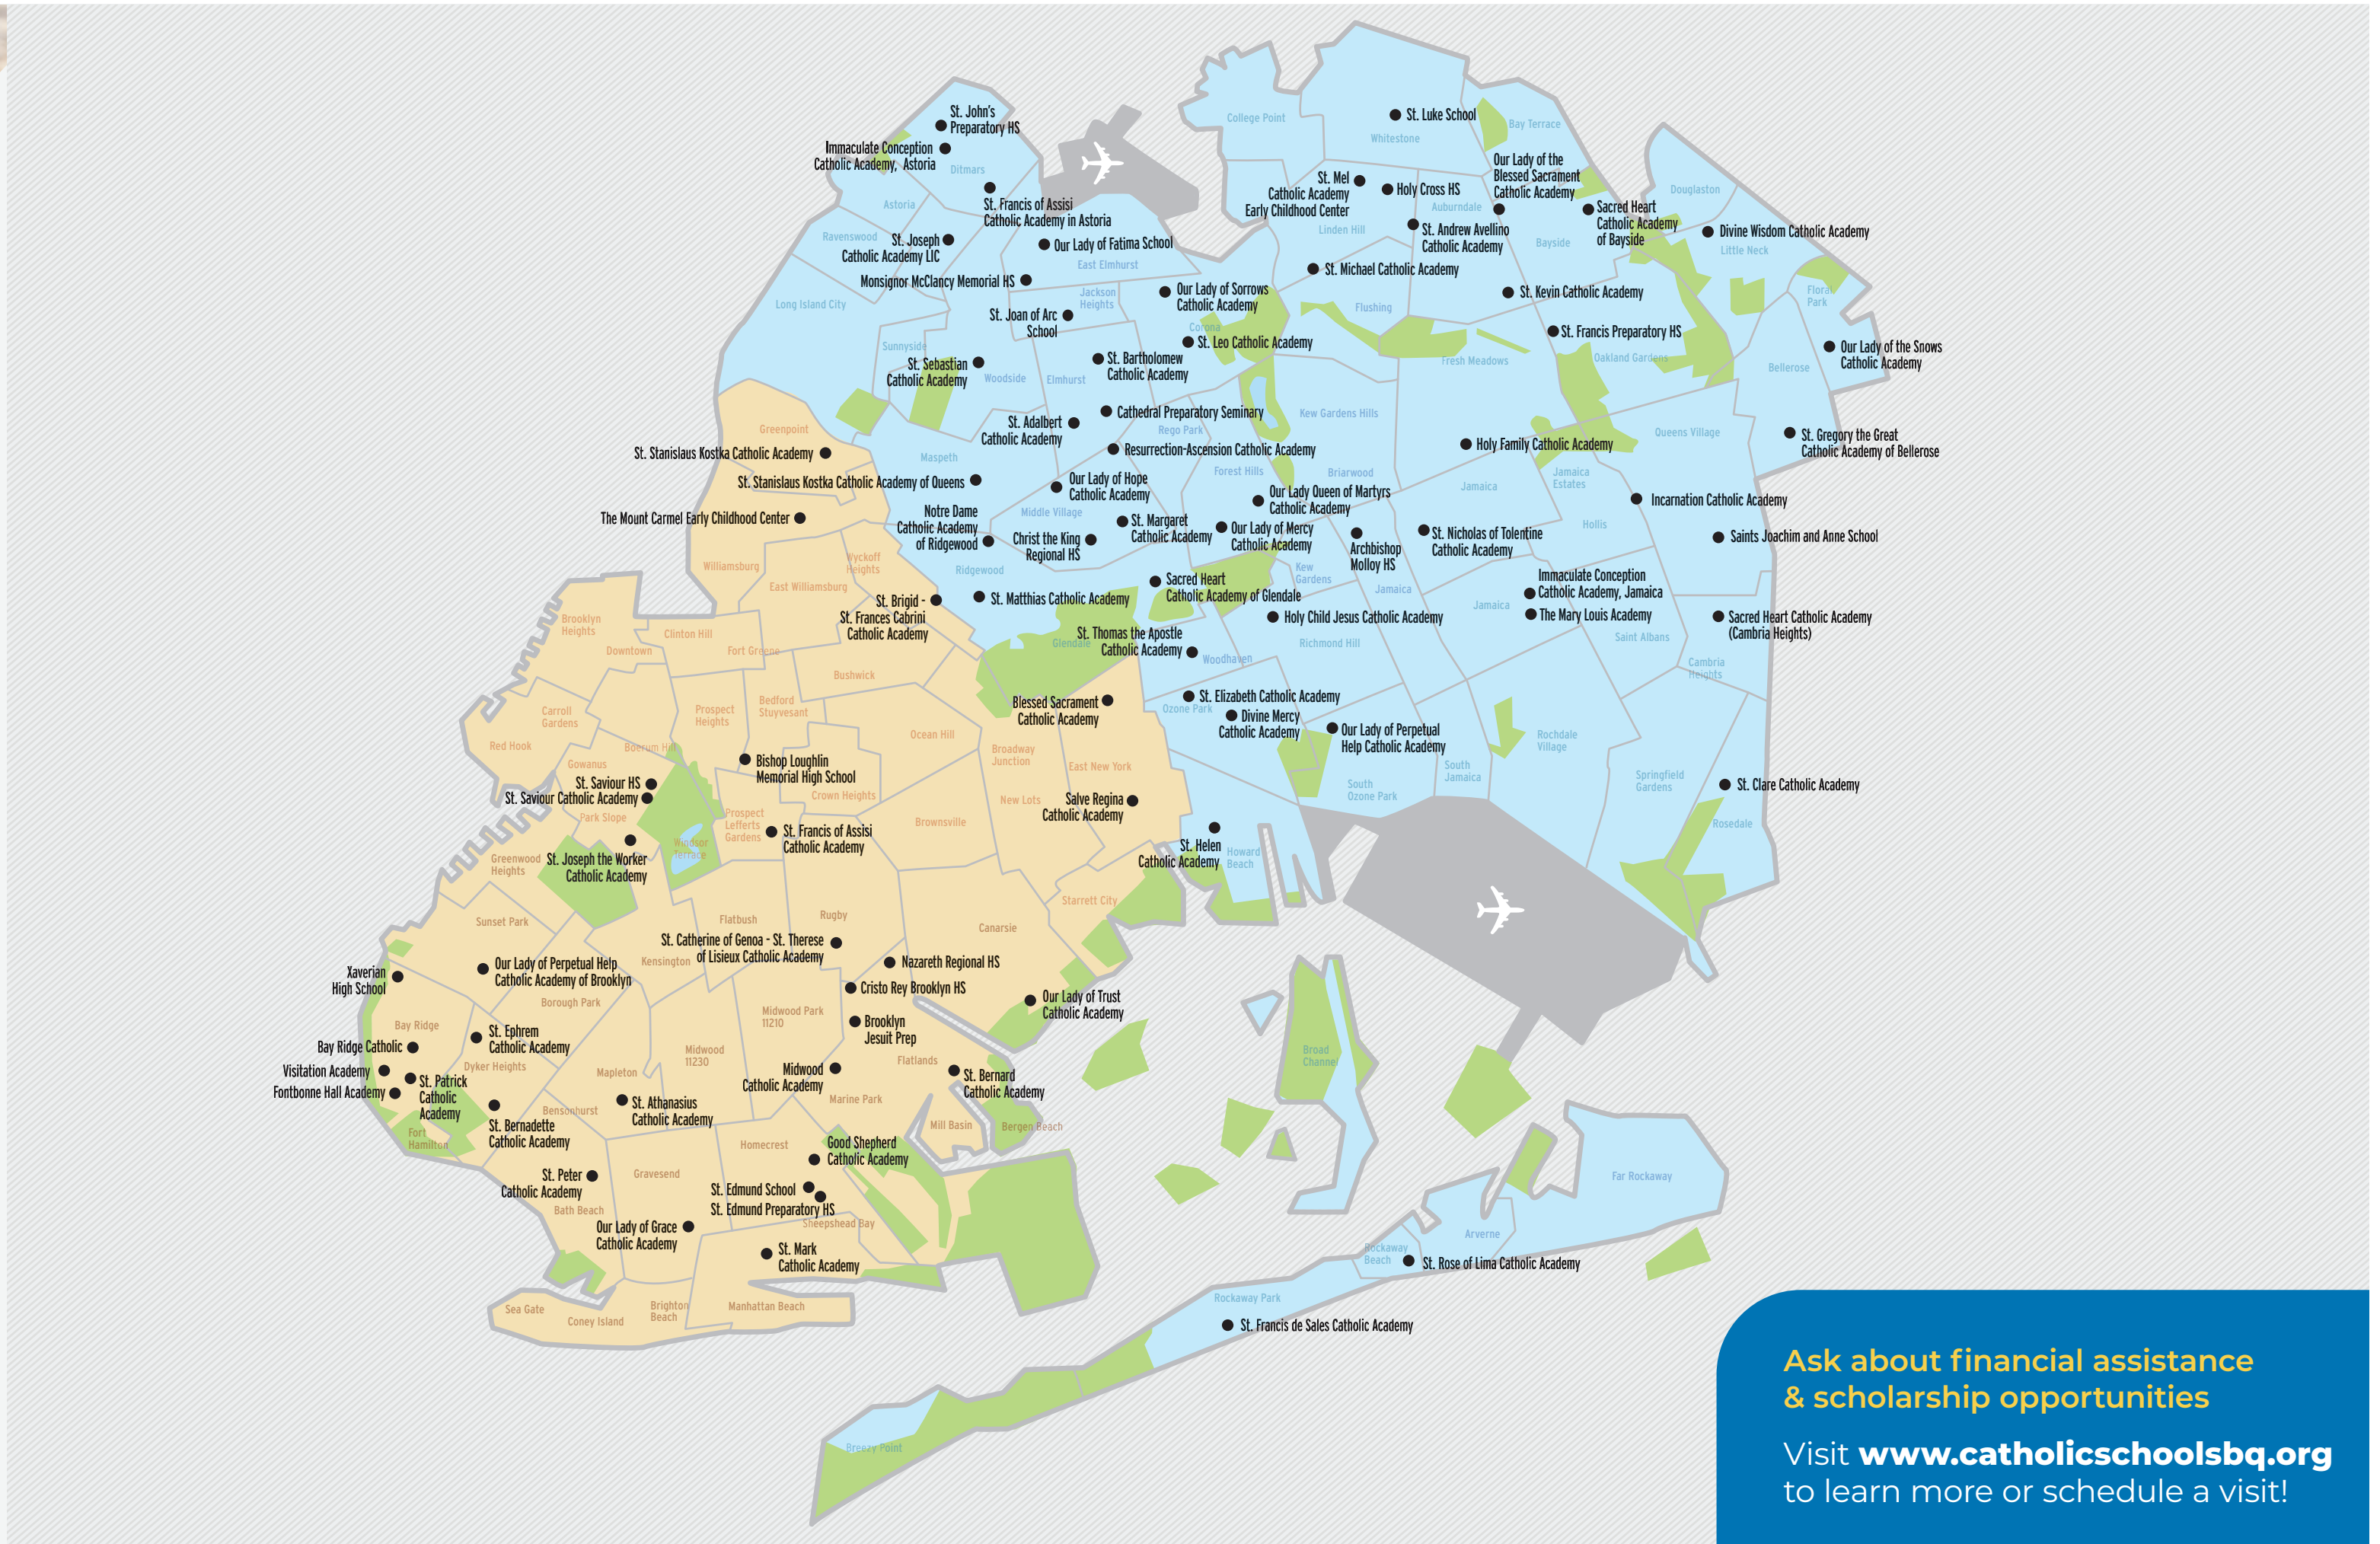 St. John's
Preparatory HS
Immaculate Conception
Catholic Academy, Astoria
Ditmars
St. Francis of Assisi
Catholic Academy in Astoria
Astoria
Ravenswood
St. Joseph
Catholic Academy LIC
Our Lady of Fatima School
East Elmhurst
Monsignor McClancy Memorial HS
Long Island City
Jackson
Heights
Our Lady of Sorrows
Catholic Academy
St. Joan of Arc
School
Corona
St. Leo Catholic Academy
Sunnyside
St. Sebastian
Catholic Academy
Woodside
Elmhurst
St. Bartholomew
Catholic Academy
College Point
Whitestone
St. Luke School
Bay Terrace
St. Mel
Catholic Academy
Early Childhood Center
Holy Cross HS
Our Lady of the
Blessed Sacrament
Catholic Academy
Auburndale
Linden Hill
St. Andrew Avellino
Catholic Academy
Sacred Heart
Catholic Academy
of Bayside
Bayside
Douglaston
Divine Wisdom Catholic Academy
Little Neck
St. Michael Catholic Academy
St. Kevin Catholic Academy
Flushing
Floral
Park
St. Francis Preparatory HS
Fresh Meadows
Oakland Gardens
Our Lady of the Snows
Catholic Academy
Bellerose
Cathedral Preparatory Seminary
St. Adalbert
Catholic Academy
Rego Park
Kew Gardens Hills
Resurrection-Ascension Catholic Academy
Holy Family Catholic Academy
Queens Village
St. Gregory the Great
Catholic Academy of Bellerose
Greenpoint
St. Stanislaus Kostka Catholic Academy
Maspeth
St. Stanislaus Kostka Catholic Academy of Queens
Our Lady of Hope
Catholic Academy
Forest Hills
Briarwood
Jamaica
Jamaica
Estates
Our Lady Queen of Martyrs
Catholic Academy
Incarnation Catholic Academy
The Mount Carmel Early Childhood Center
Notre Dame
Catholic Academy
of Ridgewood
Middle Village
Christ the King
Regional HS
St. Margaret
Catholic Academy
Our Lady of Mercy
Catholic Academy
Archbishop
Molloy HS
St. Nicholas of Tolentine
Catholic Academy
Hollis
Saints Joachim and Anne School
Williamsburg
Wyckoff
Heights
East Williamsburg
Ridgewood
St. Brigid -
St. Frances Cabrini
Catholic Academy
St. Matthias Catholic Academy
Sacred Heart
Catholic Academy of Glendale
Kew
Gardens
Jamaica
Immaculate Conception
Catholic Academy, Jamaica
Jamaica
The Mary Louis Academy
Holy Child Jesus Catholic Academy
Sacred Heart Catholic Academy
(Cambria Heights)
Saint Albans
Cambria
Heights
Brooklyn
Heights
Clinton Hill
Downtown
Fort Greene
Glendale
St. Thomas the Apostle
Catholic Academy
Woodhaven
Richmond Hill
Bushwick
Carroll
Gardens
Prospect
Heights
Bedford
Stuyvesant
Blessed Sacrament
Catholic Academy
St. Elizabeth Catholic Academy
Ozone Park
Divine Mercy
Catholic Academy
Our Lady of Perpetual
Help Catholic Academy
Rochdale
Village
Red Hook
Boerum Hill
Ocean Hill
Broadway
Junction
East New York
Gowanus
Bishop Loughlin
Memorial High School
South
Ozone Park
South
Jamaica
Springfield
Gardens
St. Clare Catholic Academy
St. Saviour HS
St. Saviour Catholic Academy
Crown Heights
New Lots
Salve Regina
Catholic Academy
Park Slope
Prospect
Lefferts
Gardens
St. Francis of Assisi
Catholic Academy
Brownsville
Rosedale
Windsor
Terrace
Greenwood
Heights
St. Joseph the Worker
Catholic Academy
St. Helen
Catholic Academy
Howard
Beach
Starrett City
Sunset Park
Flatbush
Rugby
Canarsie
St. Catherine of Genoa - St. Therese
of Lisieux Catholic Academy
Kensington
Nazareth Regional HS
Xaverian
High School
Our Lady of Perpetual Help
Catholic Academy of Brooklyn
Cristo Rey Brooklyn HS
Borough Park
Our Lady of Trust
Catholic Academy
Bay Ridge
Midwood Park
11210
Brooklyn
Jesuit Prep
St. Ephrem
Catholic Academy
Bay Ridge Catholic
Midwood
11230
Flatlands
Broad
Channel
Dyker Heights
Mapleton
Midwood
Catholic Academy
St. Bernard
Catholic Academy
Visitation Academy
Fontbonne Hall Academy
St. Patrick
Catholic
Academy
St. Athanasius
Catholic Academy
Marine Park
Bensonhurst
St. Bernadette
Catholic Academy
Fort
Hamilton
Mill Basin
Bergen Beach
Homecrest
Good Shepherd
Catholic Academy
St. Peter
Catholic Academy
Gravesend
St. Edmund School
St. Edmund Preparatory HS
Far Rockaway
Bath Beach
Sheepshead Bay
Our Lady of Grace
Catholic Academy
Arverne
St. Mark
Catholic Academy
Rockaway
Beach
St. Rose of Lima Catholic Academy
Sea Gate
Coney Island
Brighton
Beach
Manhattan Beach
Rockaway Park
St. Francis de Sales Catholic Academy
Breezy Point
Ask about financial assistance
& scholarship opportunities
Visit www.catholicschoolsbq.org
to learn more or schedule a visit!